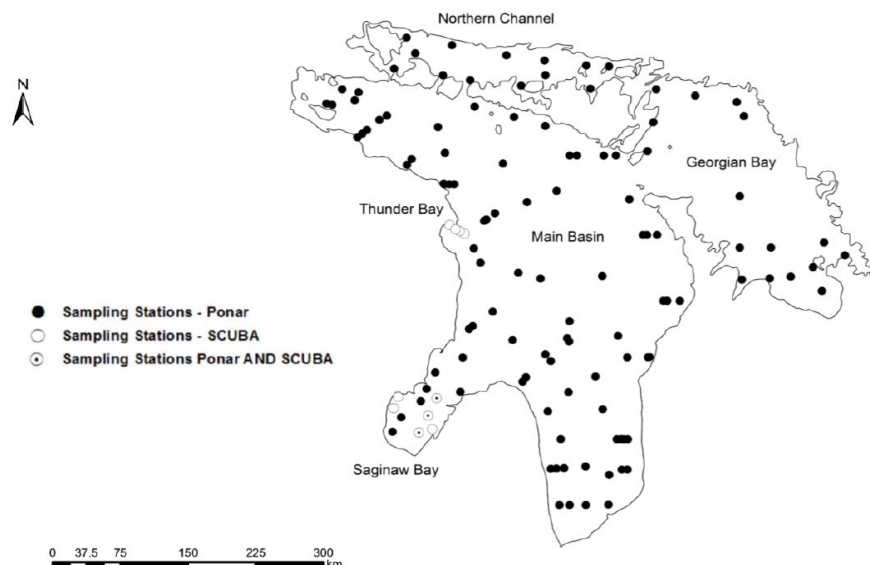 Northern Channel
N
Georgian Bay
Thunder Bay
Main Basin
Sampling Stations - Ponar
Sampling Stations - SCUBA
Sampling Stations Ponar AND SCUBA
Saginaw Bay
0 37.5 75 150 225 300
km